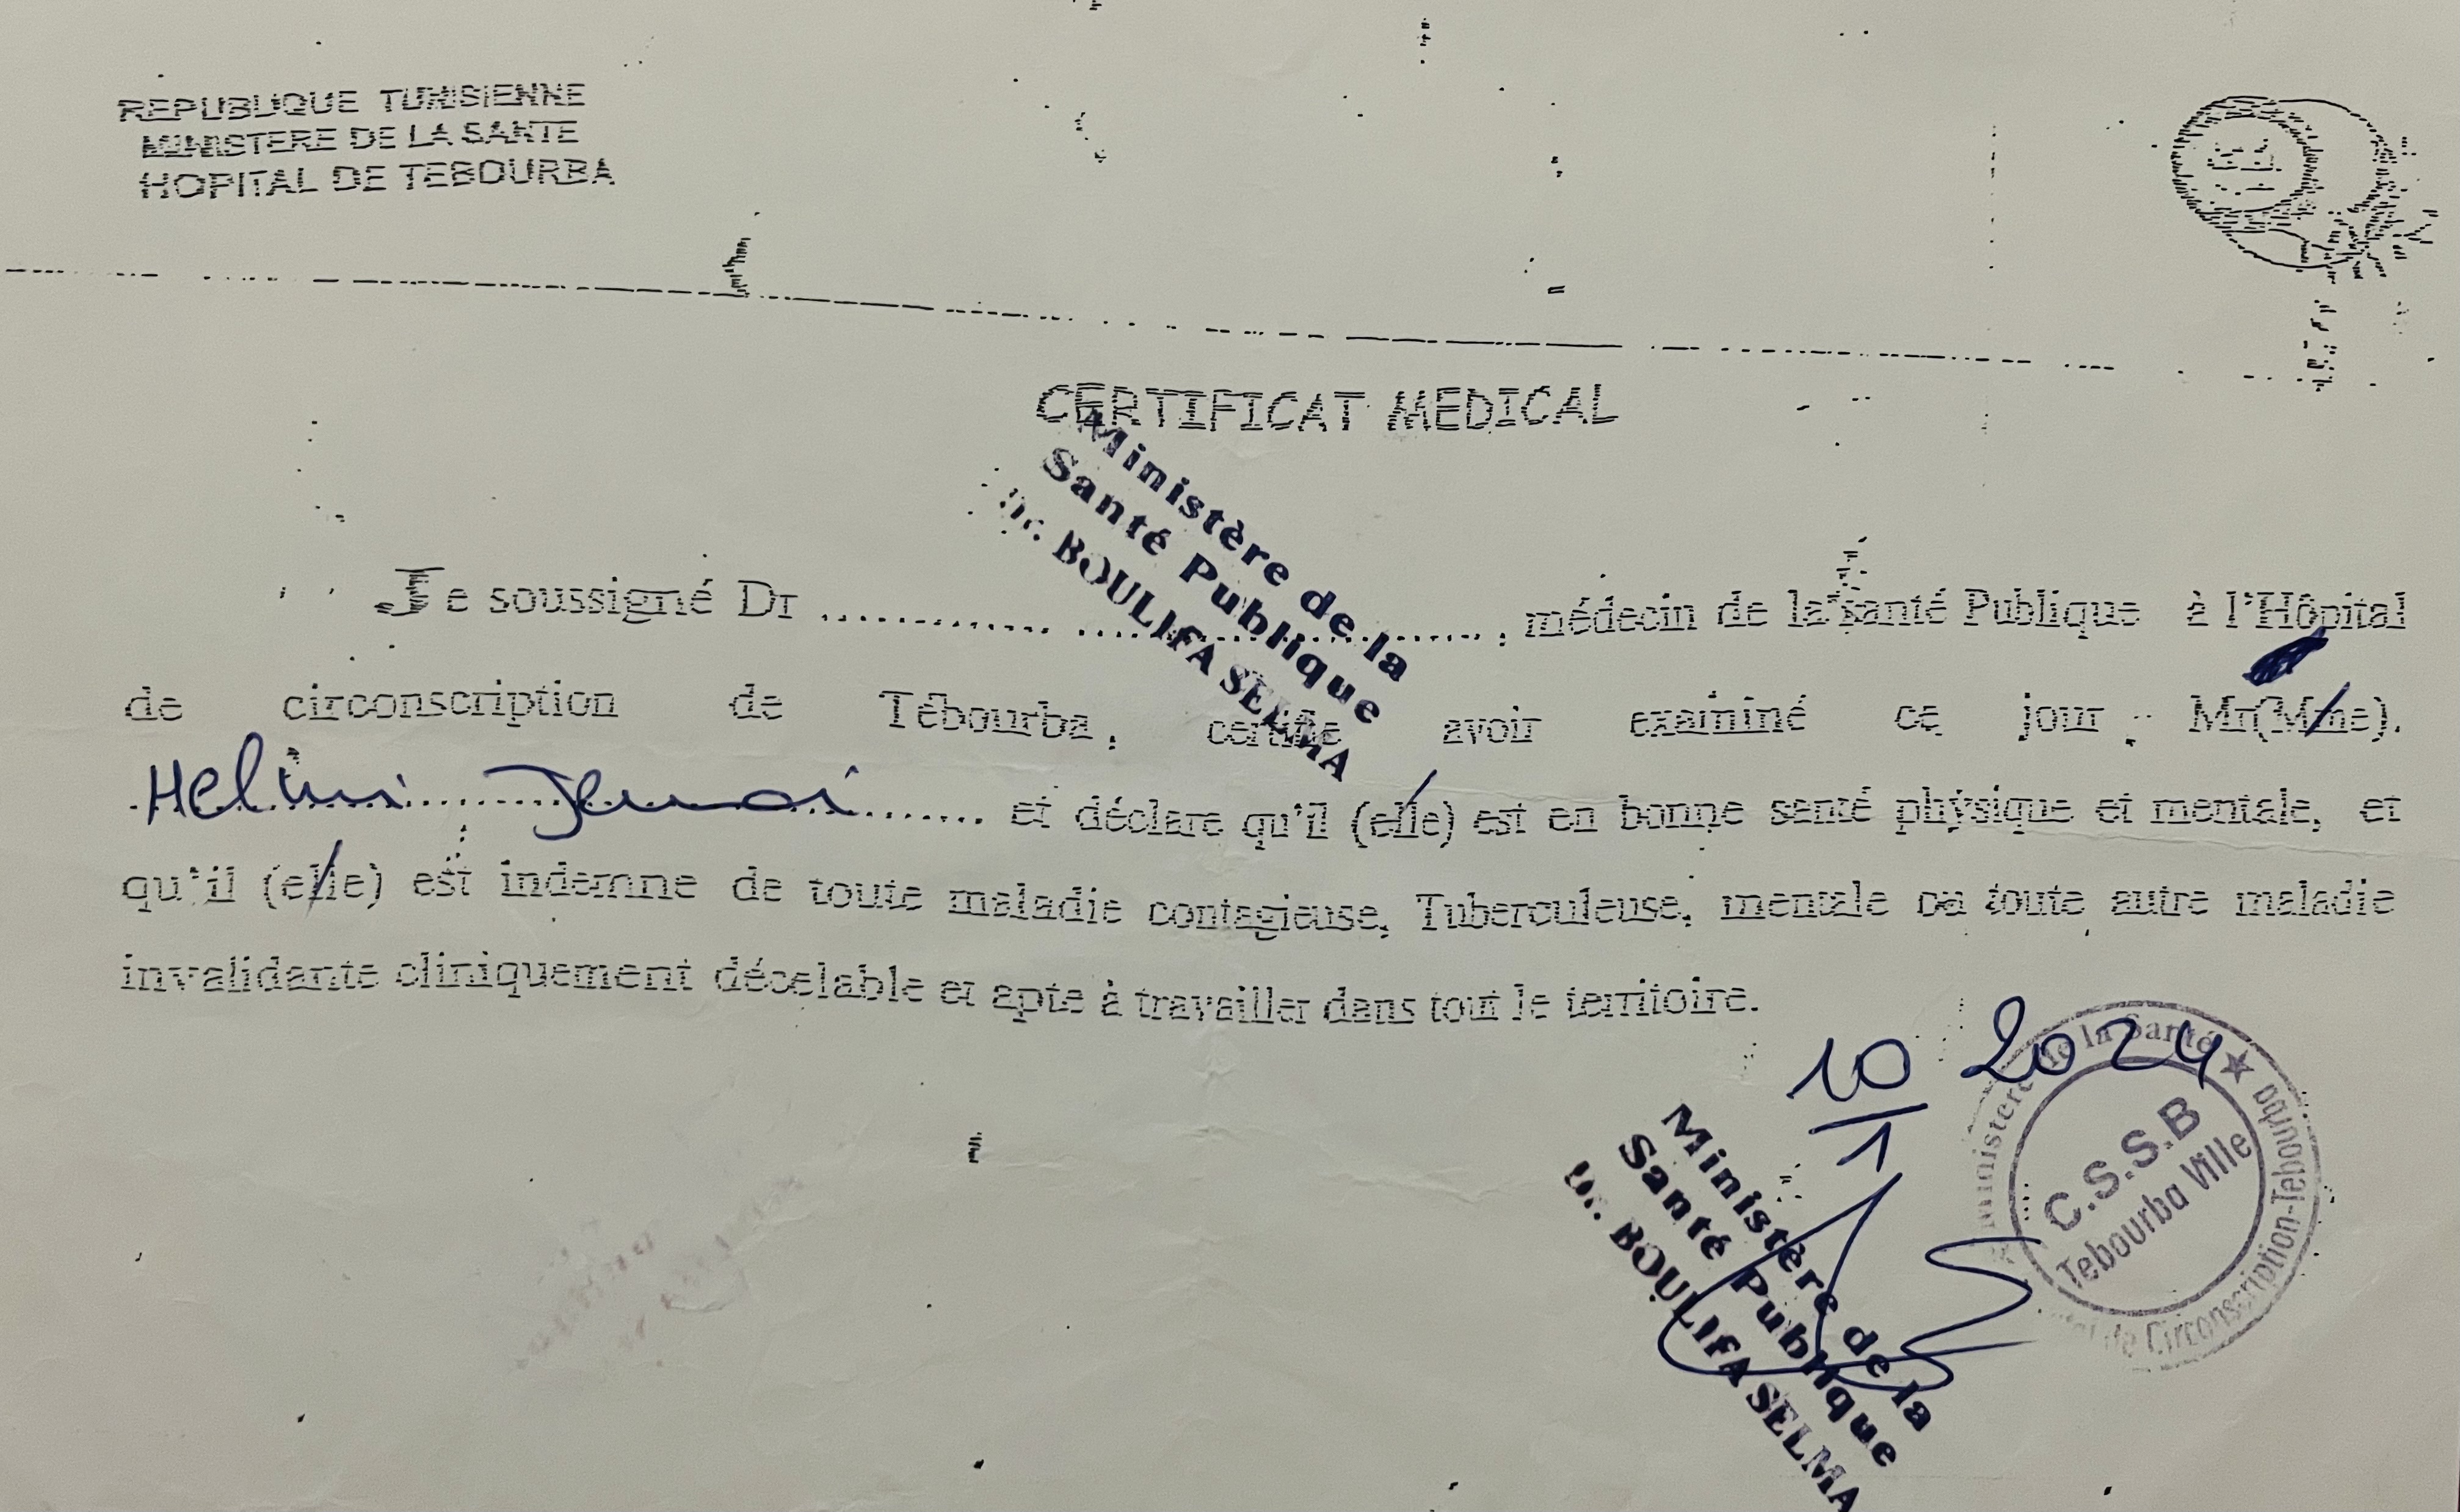 REPUBLIQUE TUNISIENNE
MINISTERE DE LA SANTE
HOPITAL DE TEBOURBA
CERTIFICAT MEDICAL
Ministère de la
Santé Publique
Dr. BOULIFA SELMA
Je soussigné Dr ............. ............................, médecin de la santé Publique à l'Hôpital
de circonscription de Tébourba, certifie avoir examiné ce jour : Mr(Mme).
Helmi et déclare qu'il (elle) est en bonne santé physique et mentale, et
qu'il (elle) est indemne de toute maladie contagieuse, Tuberculeuse, mentale ou toute autre maladie
invalidante cliniquement décelable et apte à travailler dans tout le territoire.
10 2024
1
Ministère de la
Santé Publique
Dr. BOULIFA SELMA
Ministère de la Santé ★
de Circonscription-Tebourba
C.S.S.B
Tebourba Ville